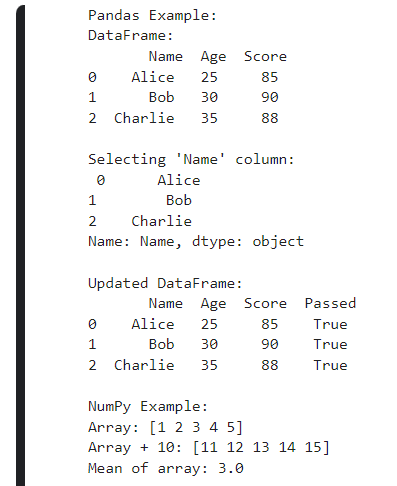 Pandas Example:
DataFrame:
      Name  Age  Score
0    Alice   25     85
1      Bob   30     90
2  Charlie   35     88

Selecting 'Name' column:
 0      Alice
1        Bob
2    Charlie
Name: Name, dtype: object

Updated DataFrame:
      Name  Age  Score  Passed
0    Alice   25     85    True
1      Bob   30     90    True
2  Charlie   35     88    True

NumPy Example:
Array: [1 2 3 4 5]
Array + 10: [11 12 13 14 15]
Mean of array: 3.0